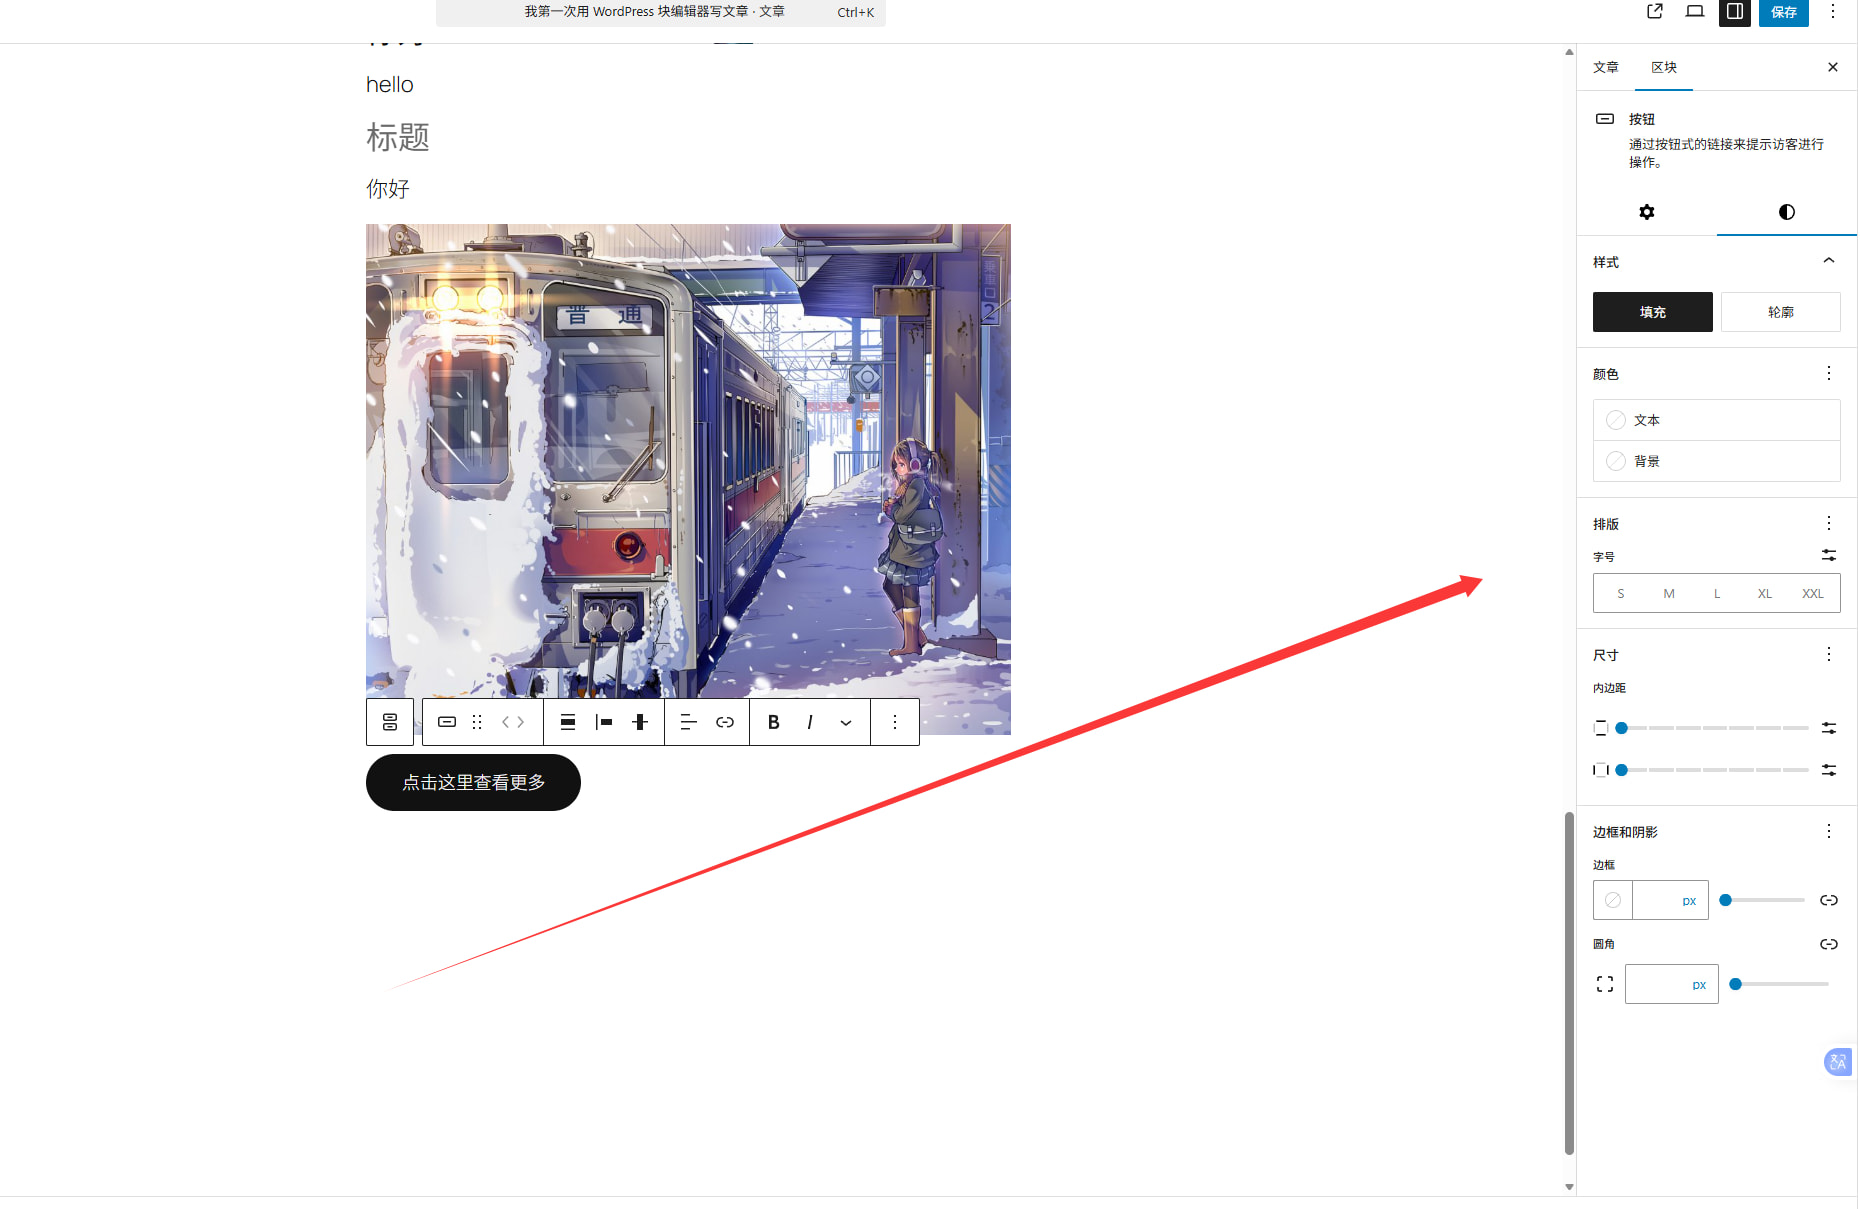 我第一次用 WordPress 块编辑器写文章 · 文章 Ctrl+K
保存
hello
标题
你好
普 通
乗車口
2
B I
点击这里查看更多
文章 区块
按钮
通过按钮式的链接来提示访客进行
操作。
样式
填充 轮廓
颜色
文本
背景
排版
字号
S M L XL XXL
尺寸
内边距
边框和阴影
边框
px
圆角
px